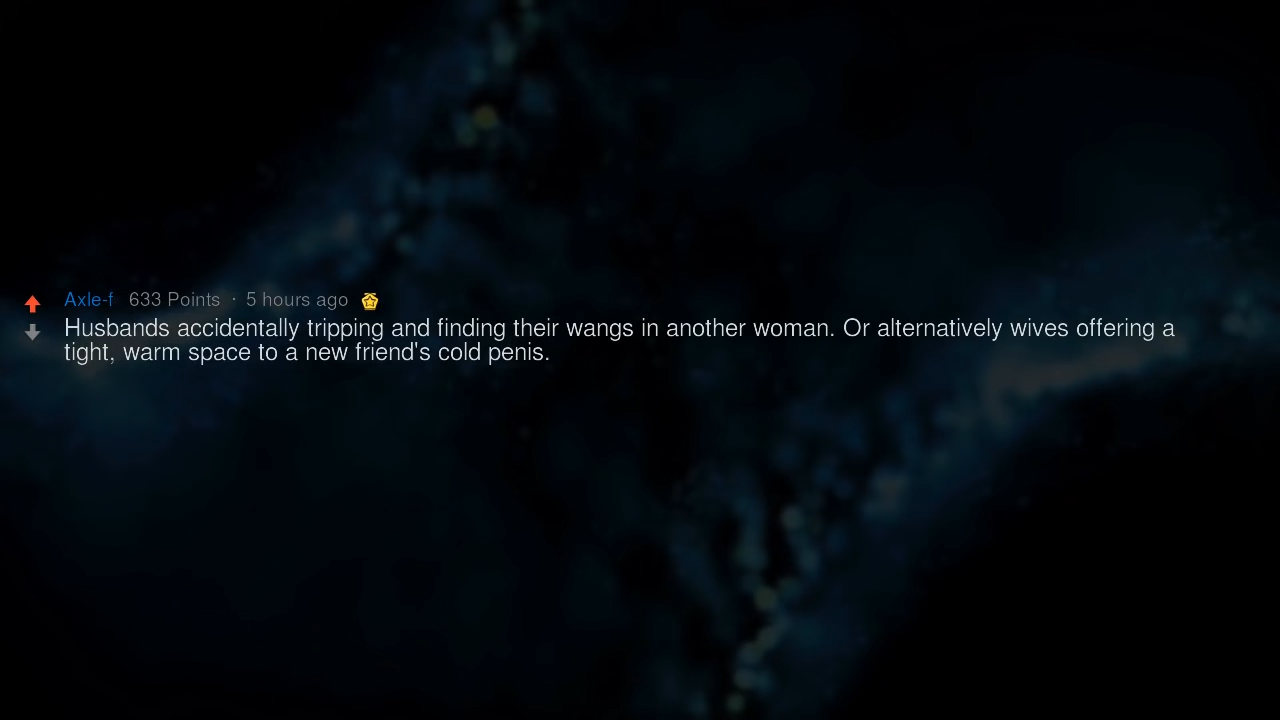 Axle-f 633 Points · 5 hours ago
Husbands accidentally tripping and finding their wangs in another woman. Or alternatively wives offering a
tight, warm space to a new friend's cold penis.